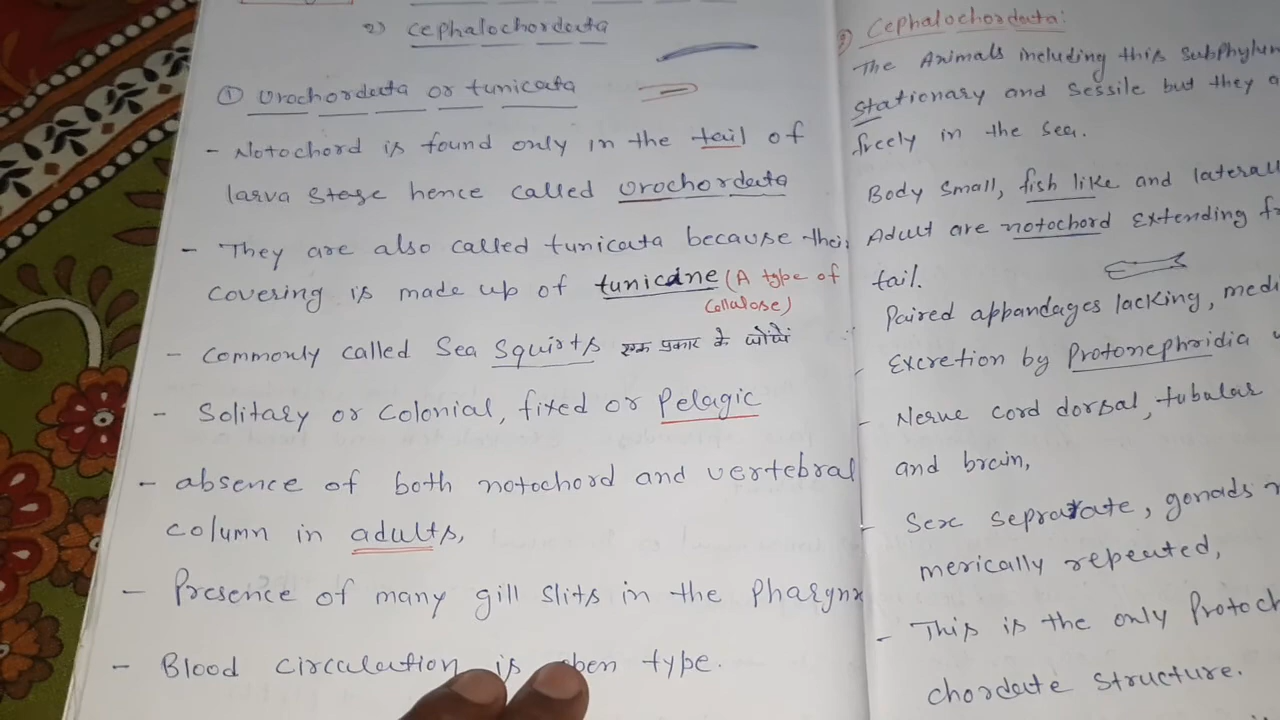 2) Cephalochordata
① Urochordata or tunicata
- Notochord is found only in the tail of
larva stage hence called Urochordata
- They are also called tunicata because their
covering is made up of tunicine (A type of
Cellulose)
- Commonly called Sea Squirts एक प्रकार के घोंघें
- Solitary or Colonial, fixed or Pelagic
- absence of both notochord and vertebral
column in adults,
- Presence of many gill slits in the Pharynx
- Blood circulation is open type.
Cephalochordata:
The Animals including this subphylum
Stationary and sessile but they
freely in the sea.
Body small, fish like and
Adult are notochord Extending
tail.
Paired appandages lacking,
- Excretion by Protonephridia
- Nerve cord dorsal, tubular
and brain,
- Sex seprarate, gonads
merically repeated,
- This is the only
chordate structure.